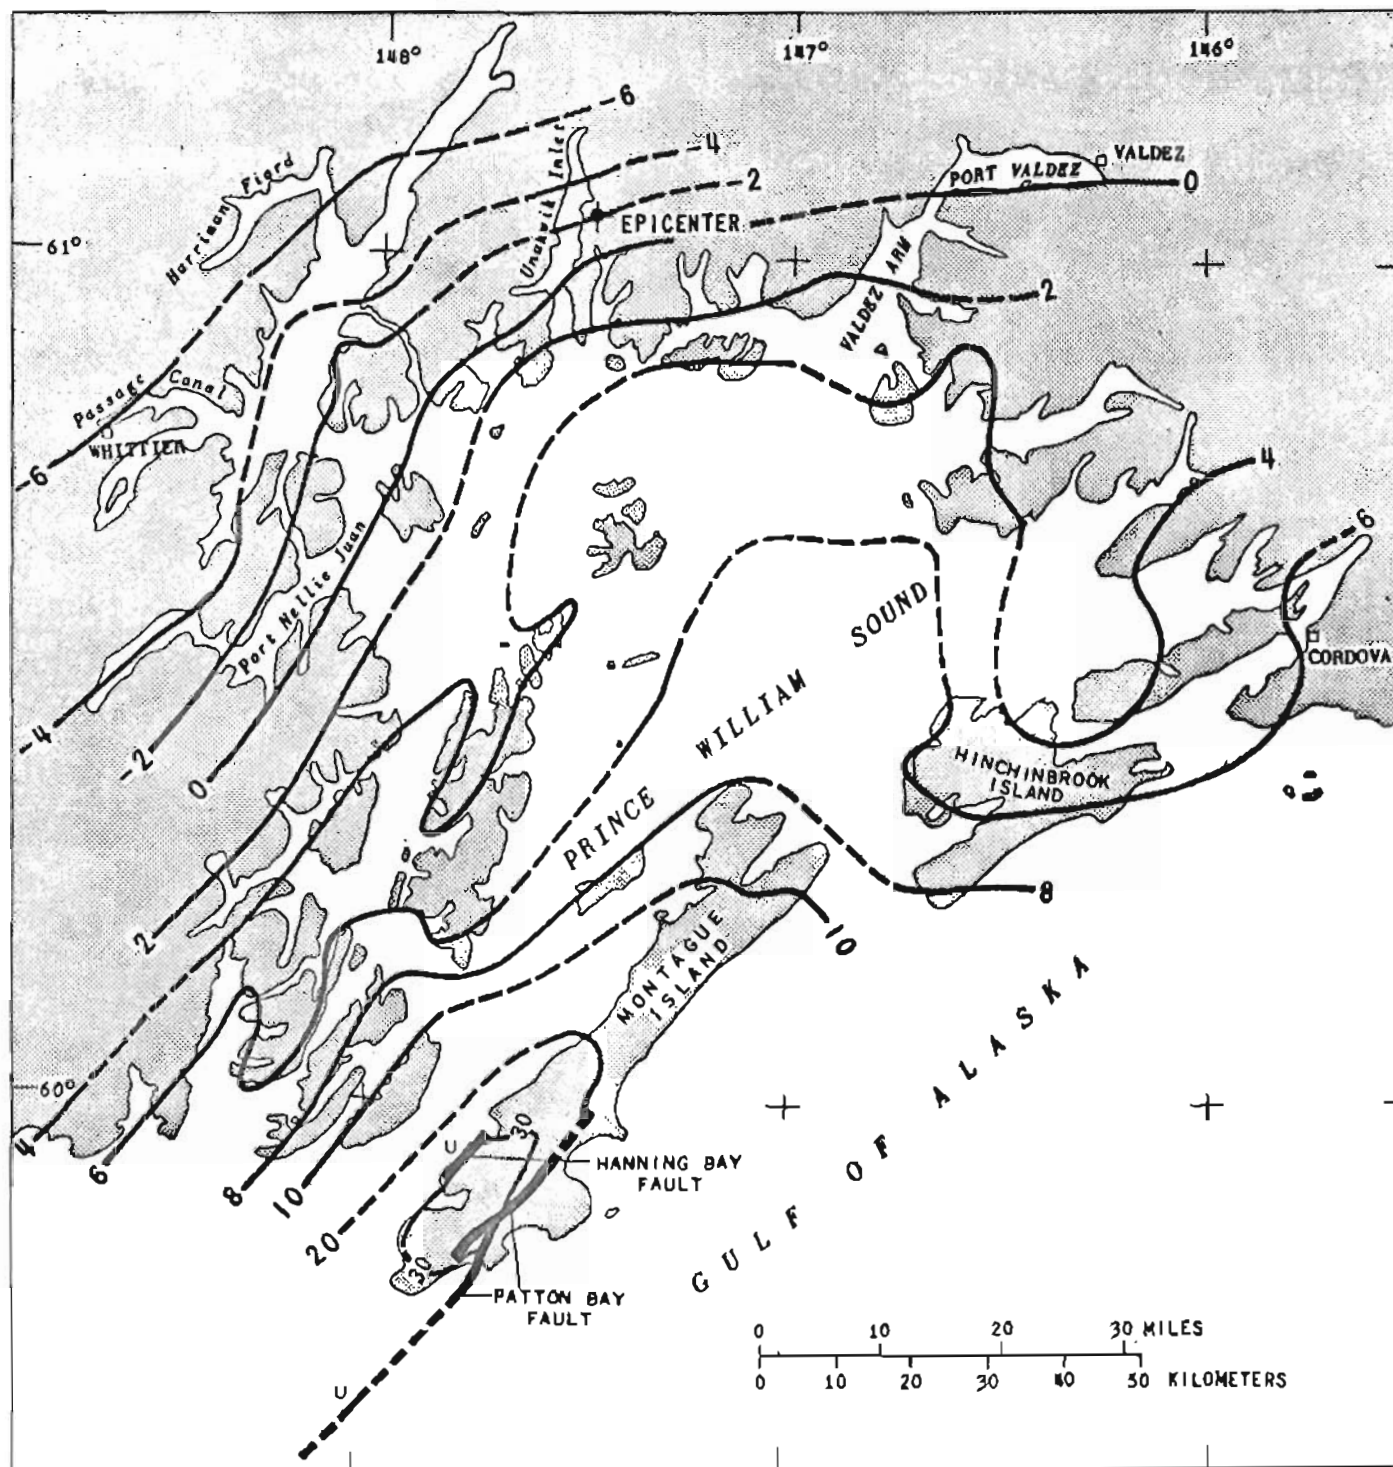 148°
147°
146°
-6
-4
-2
0
VALDEZ
PORT VALDEZ
Harriman Fiord
Unakwik Inlet
EPICENTER
61°
VALDEZ ARM
2
Passage Canal
WHITTIER
-6
4
6
Port Nellie Juan
CORDOVA
-4
-2
0
PRINCE WILLIAM SOUND
HINCHINBROOK
ISLAND
2
8
10
MONTAGUE
ISLAND
60°
4
6
8
10
20
30
U
HANNING BAY
FAULT
30
PATTON BAY
FAULT
U
GULF OF ALASKA
0 10 20 30 MILES
0 10 20 30 40 50 KILOMETERS